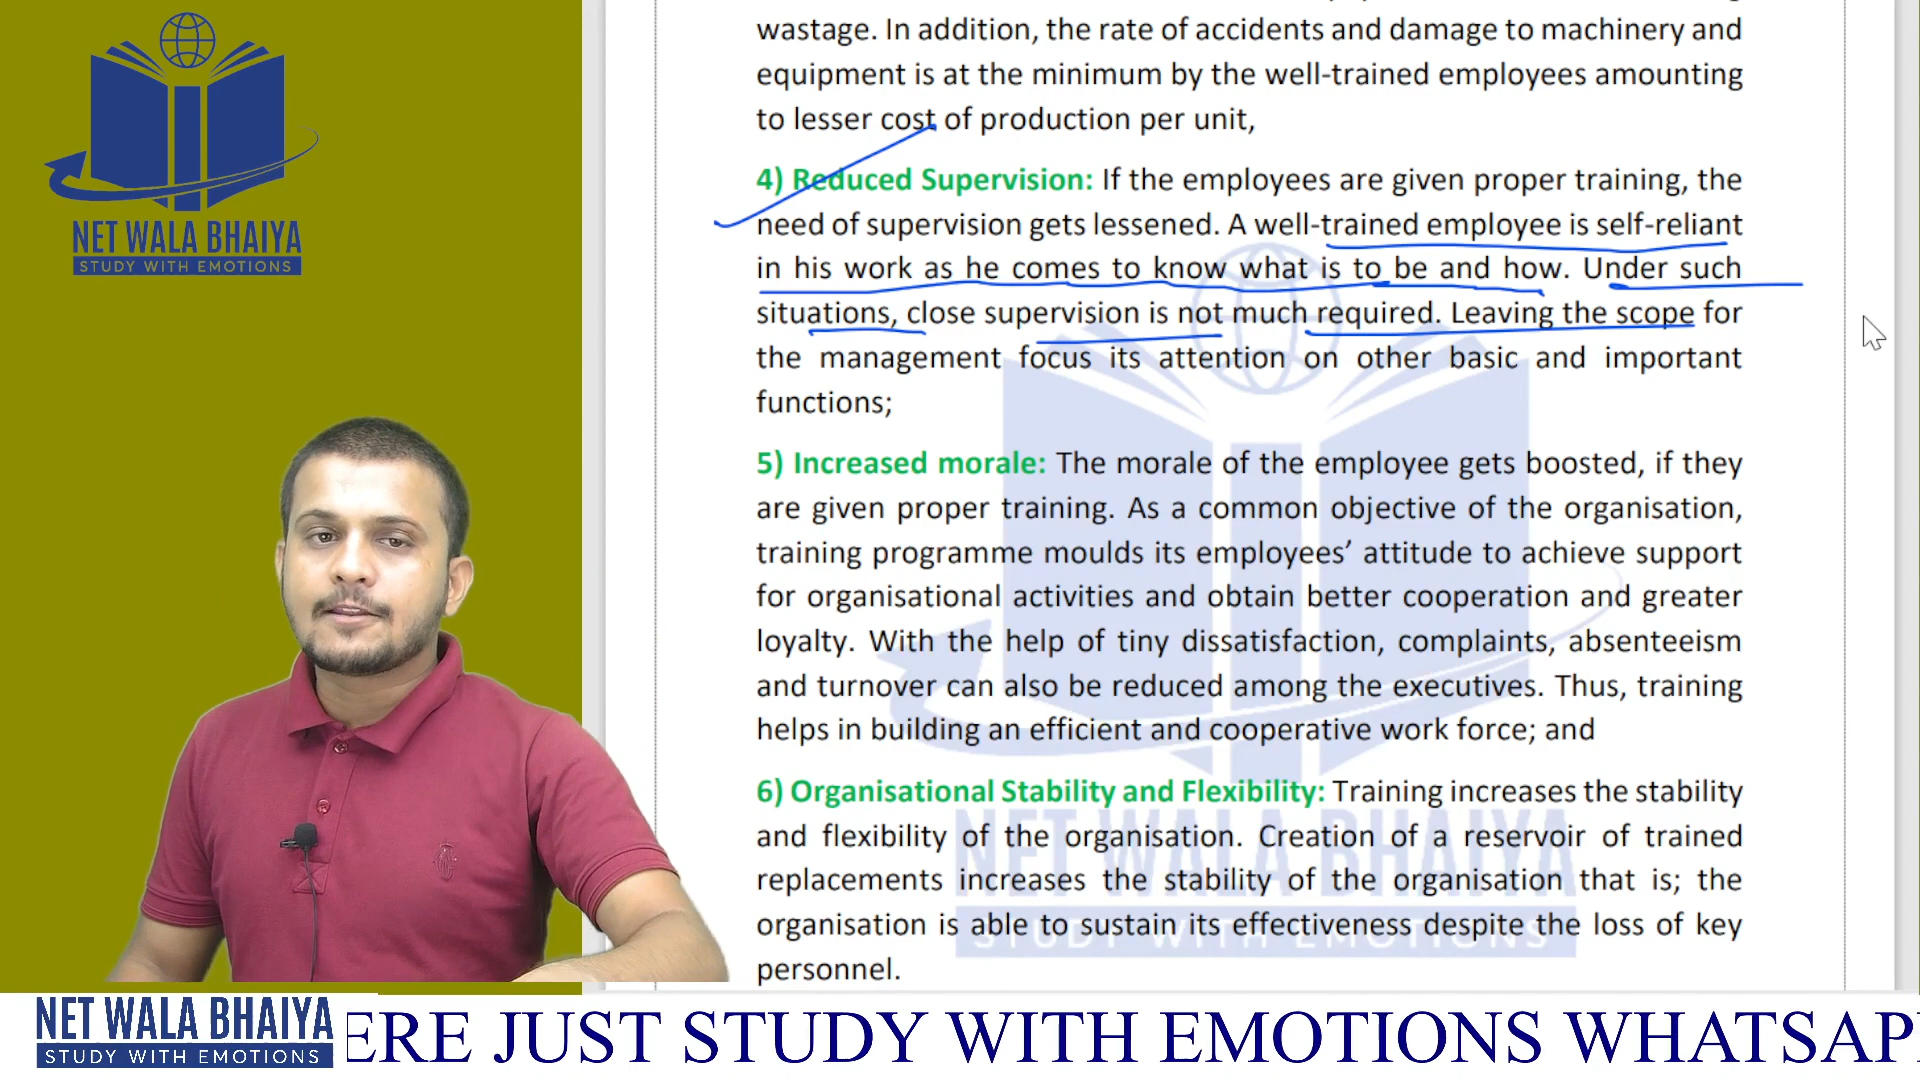 NET WALA BHAIYA
STUDY WITH EMOTIONS
wastage. In addition, the rate of accidents and damage to machinery and
equipment is at the minimum by the well-trained employees amounting
to lesser cost of production per unit,
4) Reduced Supervision: If the employees are given proper training, the
need of supervision gets lessened. A well-trained employee is self-reliant
in his work as he comes to know what is to be and how. Under such
situations, close supervision is not much required. Leaving the scope for
the management focus its attention on other basic and important
functions;
5) Increased morale: The morale of the employee gets boosted, if they
are given proper training. As a common objective of the organisation,
training programme moulds its employees’ attitude to achieve support
for organisational activities and obtain better cooperation and greater
loyalty. With the help of tiny dissatisfaction, complaints, absenteeism
and turnover can also be reduced among the executives. Thus, training
helps in building an efficient and cooperative work force; and
6) Organisational Stability and Flexibility: Training increases the stability
and flexibility of the organisation. Creation of a reservoir of trained
replacements increases the stability of the organisation that is; the
organisation is able to sustain its effectiveness despite the loss of key
personnel.
NET WALA BHAIYA
STUDY WITH EMOTIONS
NET WALA BHAIYA
STUDY WITH EMOTIONS
ERE JUST STUDY WITH EMOTIONS WHATSAP